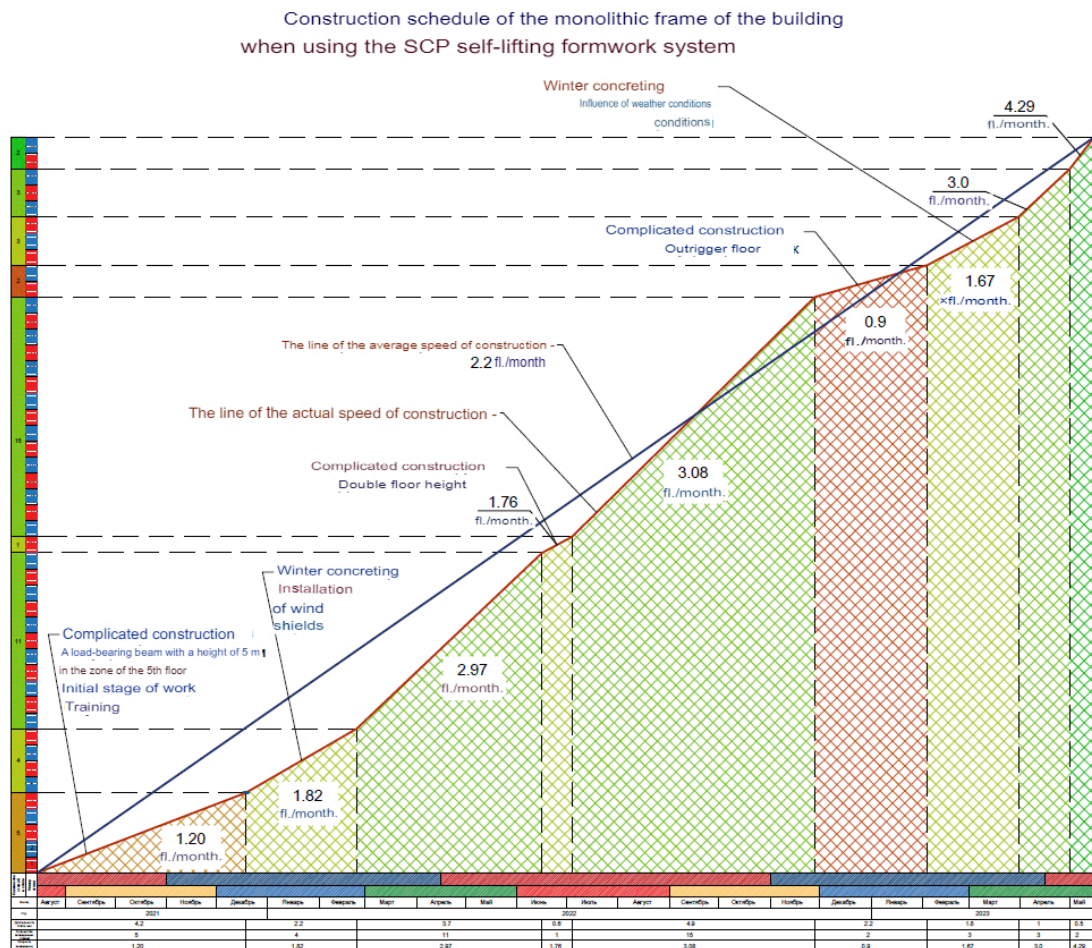 Construction schedule of the monolithic frame of the building
when using the SCP self-lifting formwork system
Winter concreting
Influence of weather conditions
conditions
4.29
fl./month.
3.0
fl./month.
Complicated construction
Outrigger floor
1.67
×fl./month.
0.9
fl./month.
The line of the average speed of construction -
2.2 fl./month
The line of the actual speed of construction -
3.08
fl./month.
Complicated construction
Double floor height
1.76
fl./month.
Winter concreting
Installation
of wind
shields
Complicated construction
A load-bearing beam with a height of 5 m
in the zone of the 5th floor
Initial stage of work
Training
2.97
fl./month.
1.82
fl./month.
1.20
fl./month.
2
3
3
2
15
1
11
4
5
Август Сентябрь Октябрь Ноябрь Декабрь Январь Февраль Март Апрель Май Июнь Июль Август Сентябрь Октябрь Ноябрь Декабрь Январь Февраль Март Апрель Май
2021 2022 2023
4.2 2.2 3.7 0.6 4.9 2.2 1.8 1 0.5
5 4 11 1 15 2 3 3 2
1.20 1.82 2.97 1.76 3.08 0.9 1.67 3.0 4.29